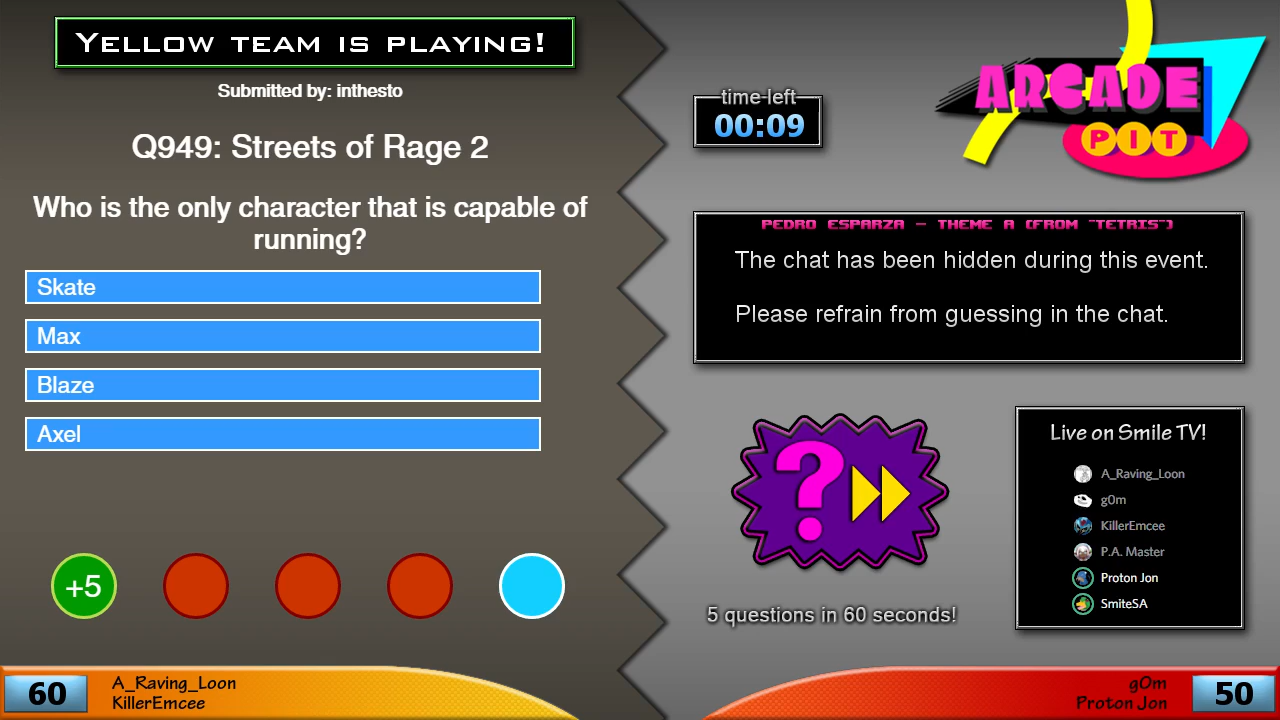 YELLOW TEAM IS PLAYING!
Submitted by: inthesto
Q949: Streets of Rage 2
Who is the only character that is capable of
running?
Skate
Max
Blaze
Axel
+5
60
A_Raving_Loon
KillerEmcee
time left
00:09
ARCADE
PIT
PEDRO ESPARZA - THEME A (FROM "TETRIS")
The chat has been hidden during this event.
Please refrain from guessing in the chat.
?
5 questions in 60 seconds!
Live on Smile TV!
A_Raving_Loon
g0m
KillerEmcee
P.A. Master
Proton Jon
SmiteSA
g0m
Proton Jon
50